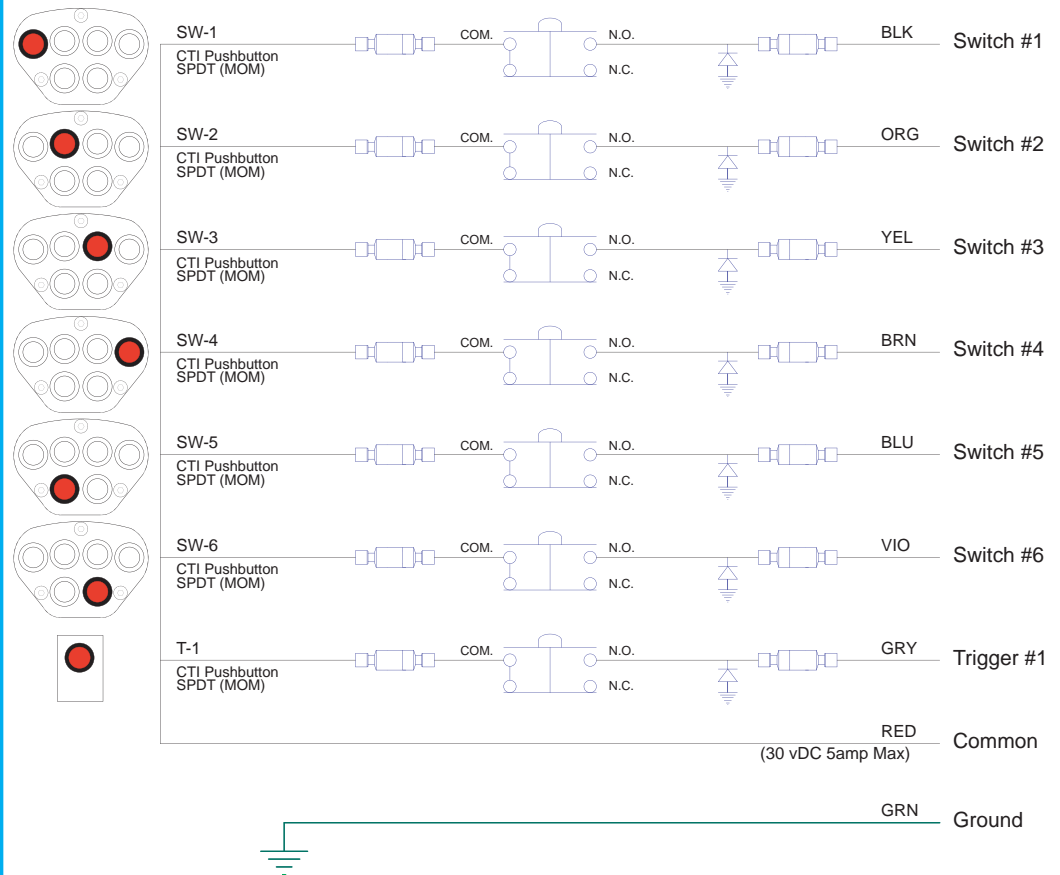 SW-1 COM. N.O. BLK Switch #1
CTI Pushbutton
SPDT (MOM) N.C.
SW-2 COM. N.O. ORG Switch #2
CTI Pushbutton
SPDT (MOM) N.C.
SW-3 COM. N.O. YEL Switch #3
CTI Pushbutton
SPDT (MOM) N.C.
SW-4 COM. N.O. BRN Switch #4
CTI Pushbutton
SPDT (MOM) N.C.
SW-5 COM. N.O. BLU Switch #5
CTI Pushbutton
SPDT (MOM) N.C.
SW-6 COM. N.O. VIO Switch #6
CTI Pushbutton
SPDT (MOM) N.C.
T-1 COM. N.O. GRY Trigger #1
CTI Pushbutton
SPDT (MOM) N.C.
RED Common
(30 vDC 5amp Max)
GRN Ground